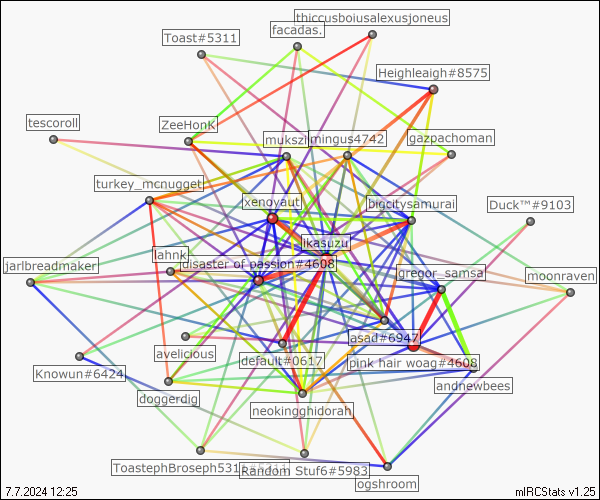 thiccusboiusalexusjoneus
facadas.
Toast#5311
Heighleaigh#8575
tescoroll
ZeeHonK
mukszi
mingus4742
gazpachoman
turkey_mcnugget
xenoyaut
bigcitysamurai
Duck™#9103
likasuzu
lahnk
disaster of passion#4608
jarlbreadmaker
gregor_samsa
moonraven
asad#6947
avelicious
default#0617
pink hair woag#4608
Knowun#6424
andnewbees
doggerdig
neokingghidorah
ToastephBroseph531
Random Stuf6#5983
ogshroom
7.7.2024 12:25
mIRCStats v1.25